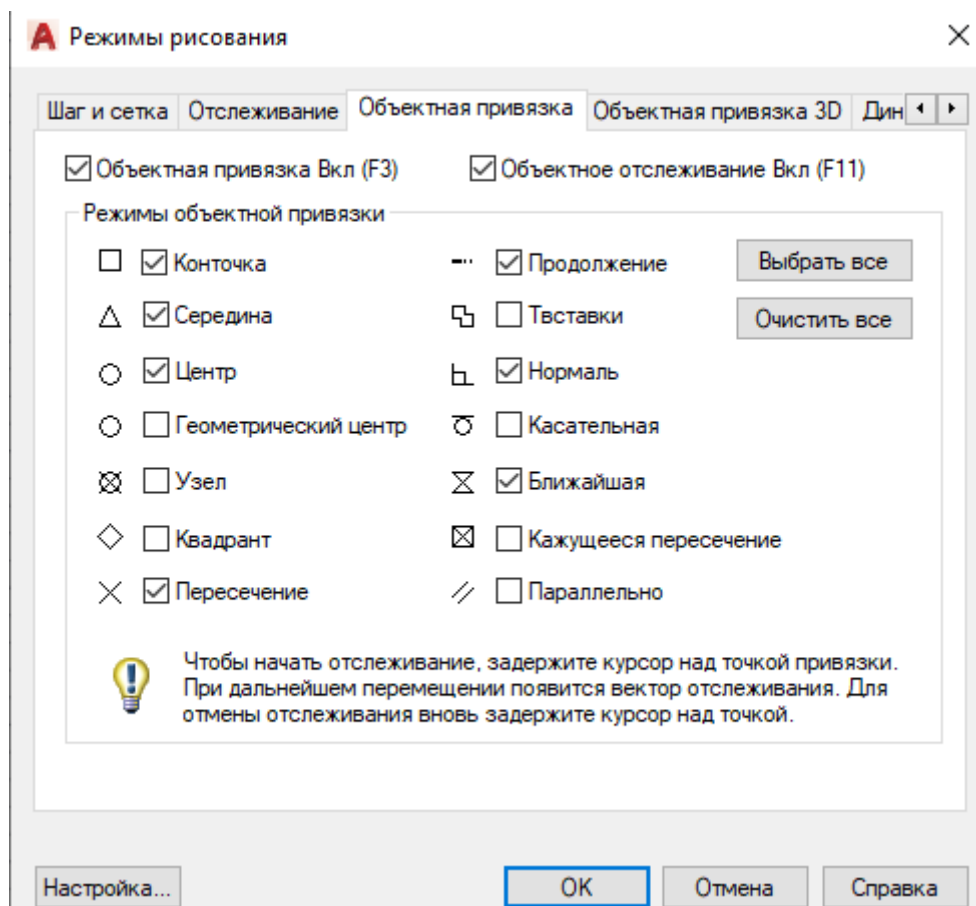 Режимы рисования
Шаг и сетка Отслеживание Объектная привязка Объектная привязка 3D Дин
Объектная привязка Вкл (F3) Объектное отслеживание Вкл (F11)
Режимы объектной привязки
Конточка Продолжение Выбрать все
Середина Твставки Очистить все
Центр Нормаль
Геометрический центр Касательная
Узел Ближайшая
Квадрант Кажущееся пересечение
Пересечение Параллельно
Чтобы начать отслеживание, задержите курсор над точкой привязки.
При дальнейшем перемещении появится вектор отслеживания. Для
отмены отслеживания вновь задержите курсор над точкой.
Настройка... OK Отмена Справка